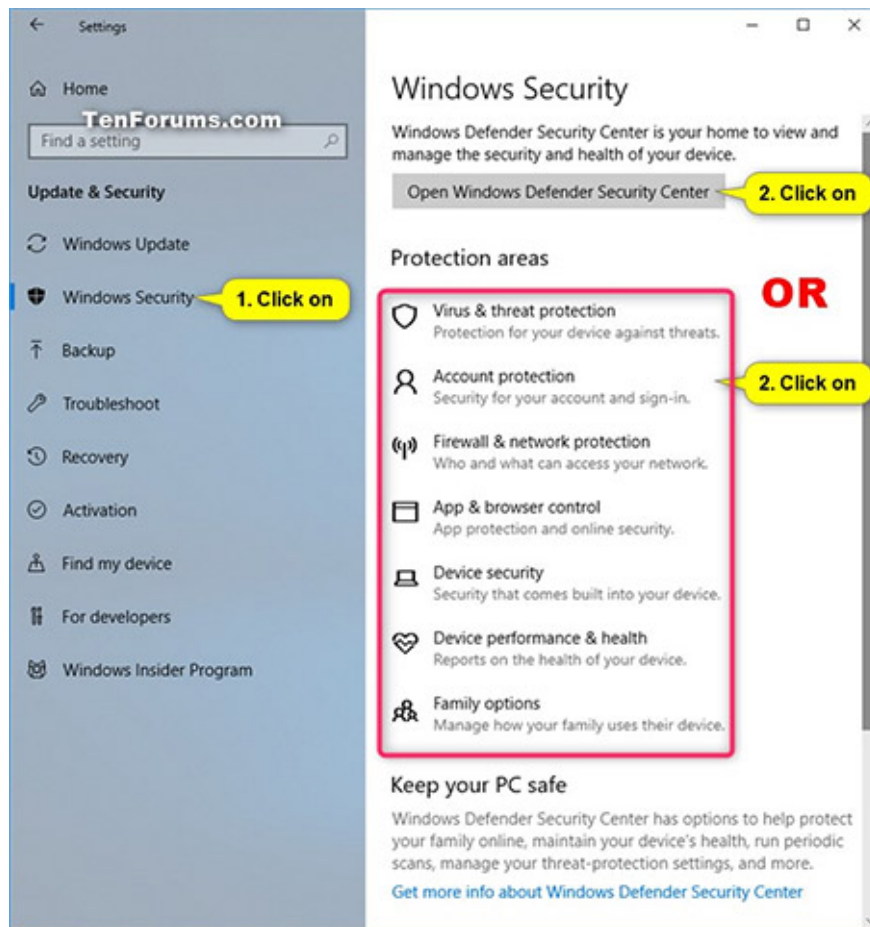 Settings
Home
TenForums.com
Find a setting
Update & Security
Windows Update
Windows Security
1. Click on
Backup
Troubleshoot
Recovery
Activation
Find my device
For developers
Windows Insider Program
Windows Security
Windows Defender Security Center is your home to view and
manage the security and health of your device.
Open Windows Defender Security Center
2. Click on
Protection areas
OR
Virus & threat protection
Protection for your device against threats.
Account protection
Security for your account and sign-in.
2. Click on
Firewall & network protection
Who and what can access your network.
App & browser control
App protection and online security.
Device security
Security that comes built into your device.
Device performance & health
Reports on the health of your device.
Family options
Manage how your family uses their device.
Keep your PC safe
Windows Defender Security Center has options to help protect
your family online, maintain your device's health, run periodic
scans, manage your threat-protection settings, and more.
Get more info about Windows Defender Security Center